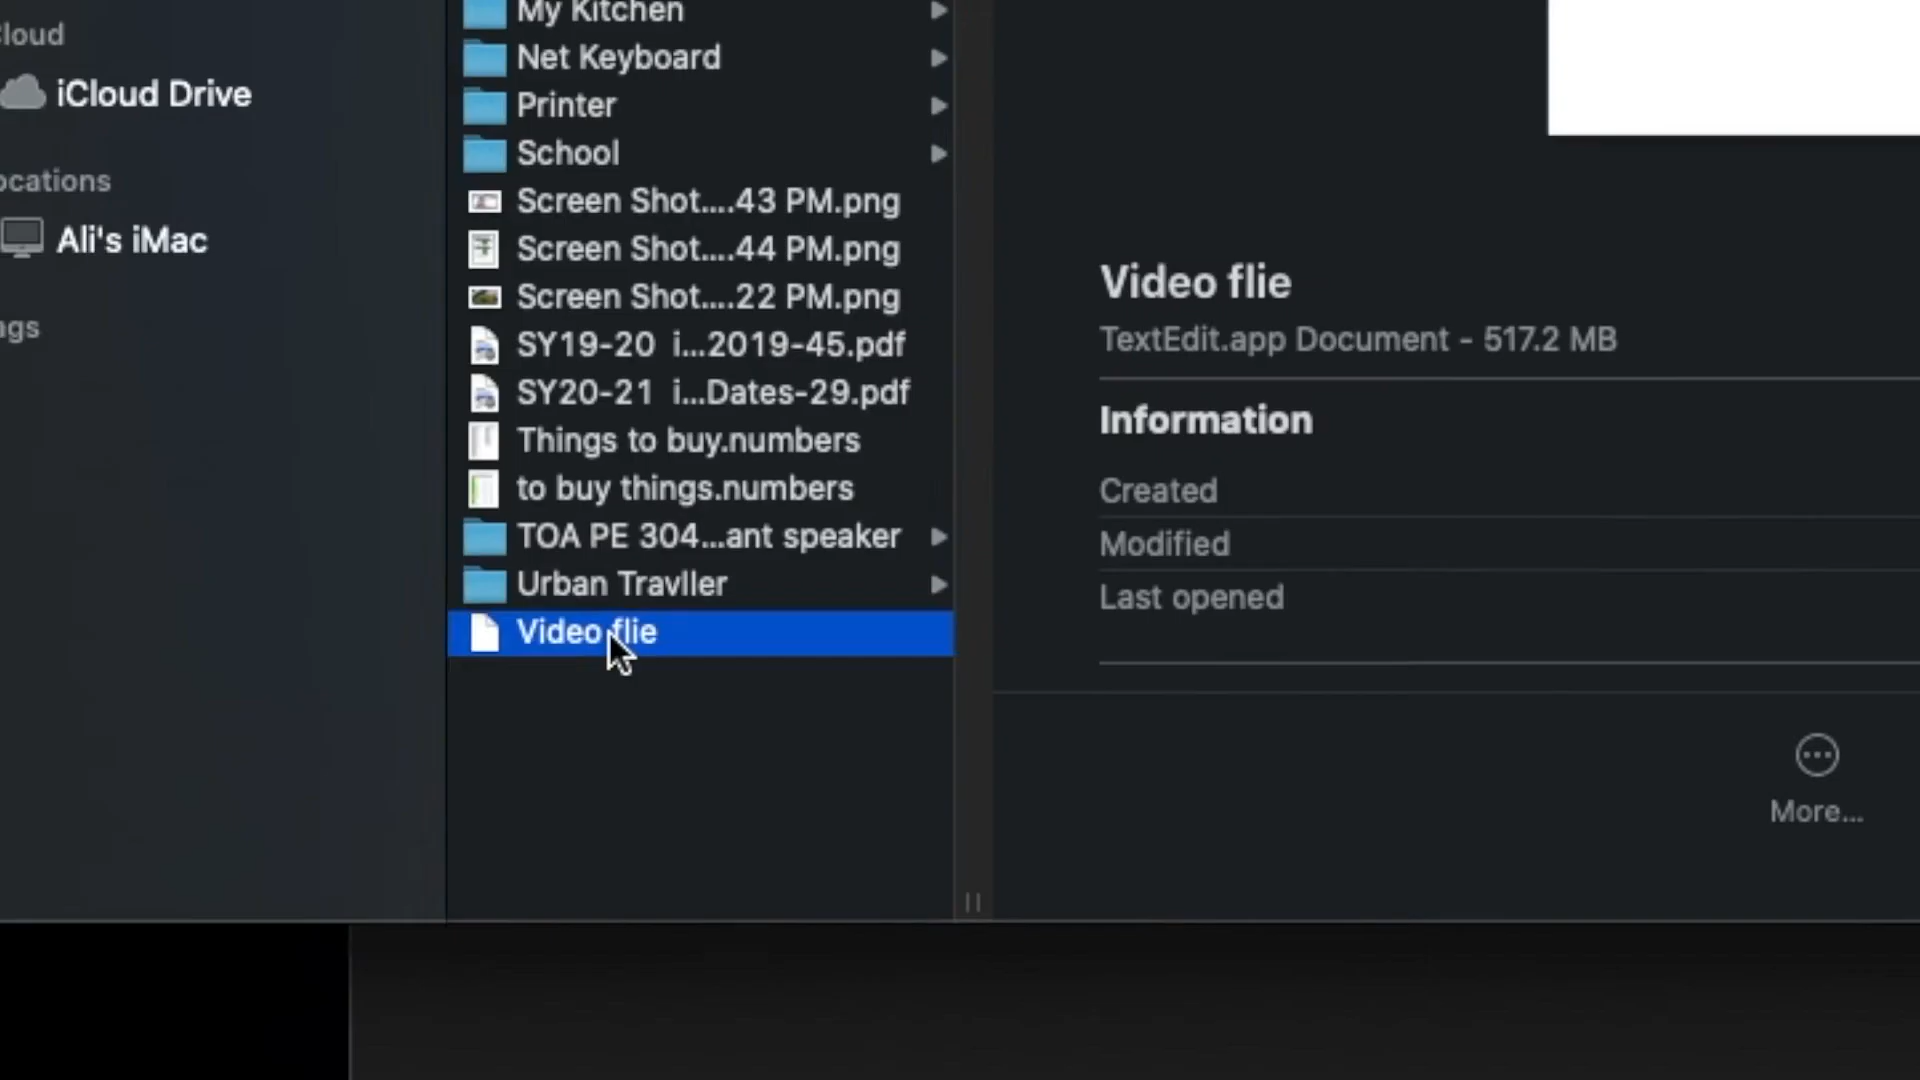 Cloud
iCloud Drive
ocations
Ali's iMac
ags
My Kitchen
Net Keyboard
Printer
School
Screen Shot....43 PM.png
Screen Shot....44 PM.png
Screen Shot....22 PM.png
SY19-20 i...2019-45.pdf
SY20-21 i...Dates-29.pdf
Things to buy.numbers
to buy things.numbers
TOA PE 304...ant speaker
Urban Travller
Video flie
Video flie
TextEdit.app Document - 517.2 MB
Information
Created
Modified
Last opened
More...